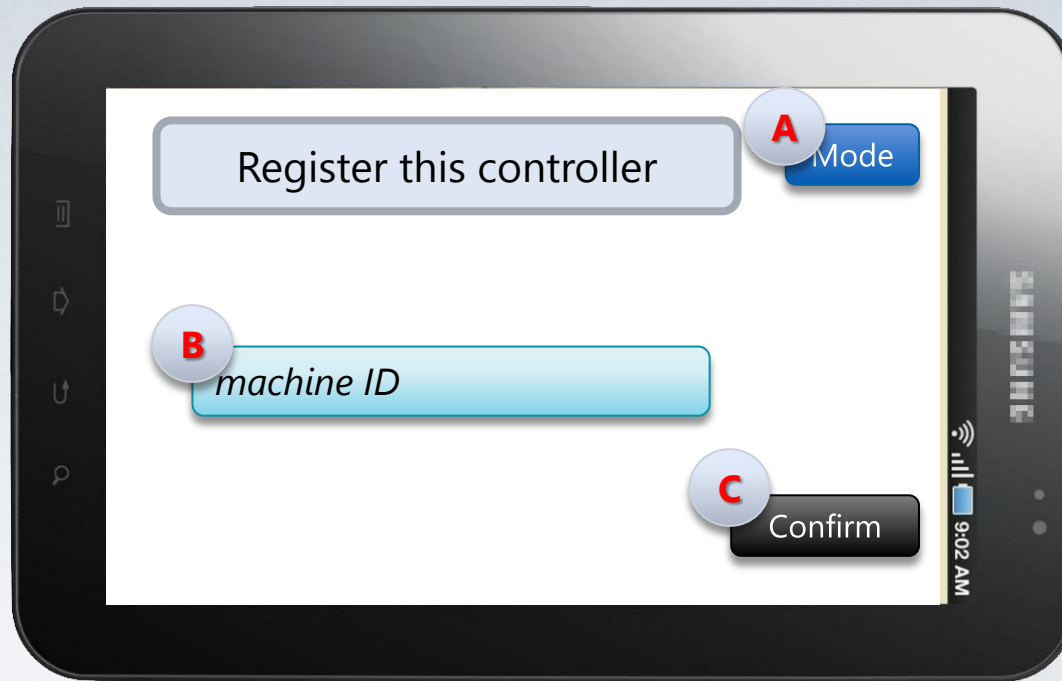 Register this controller
A
Mode
B
machine ID
C
Confirm
9:02 AM